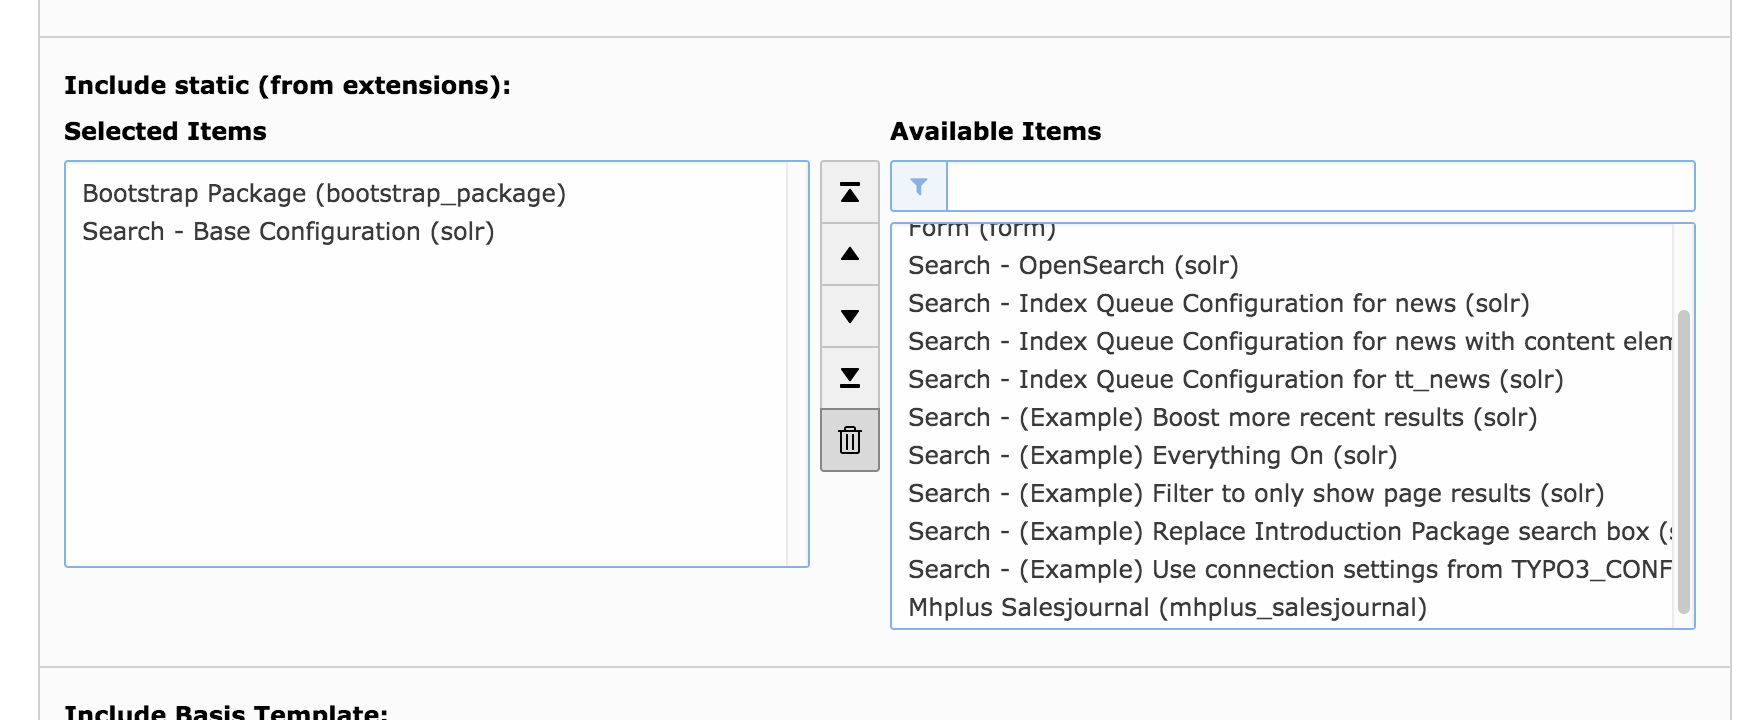 Include static (from extensions):
Selected Items
Available Items
Bootstrap Package (bootstrap_package)
Search - Base Configuration (solr)
Form (form)
Search - OpenSearch (solr)
Search - Index Queue Configuration for news (solr)
Search - Index Queue Configuration for news with content elem
Search - Index Queue Configuration for tt_news (solr)
Search - (Example) Boost more recent results (solr)
Search - (Example) Everything On (solr)
Search - (Example) Filter to only show page results (solr)
Search - (Example) Replace Introduction Package search box (s
Search - (Example) Use connection settings from TYPO3_CONF
Mhplus Salesjournal (mhplus_salesjournal)
Include Basis Template: